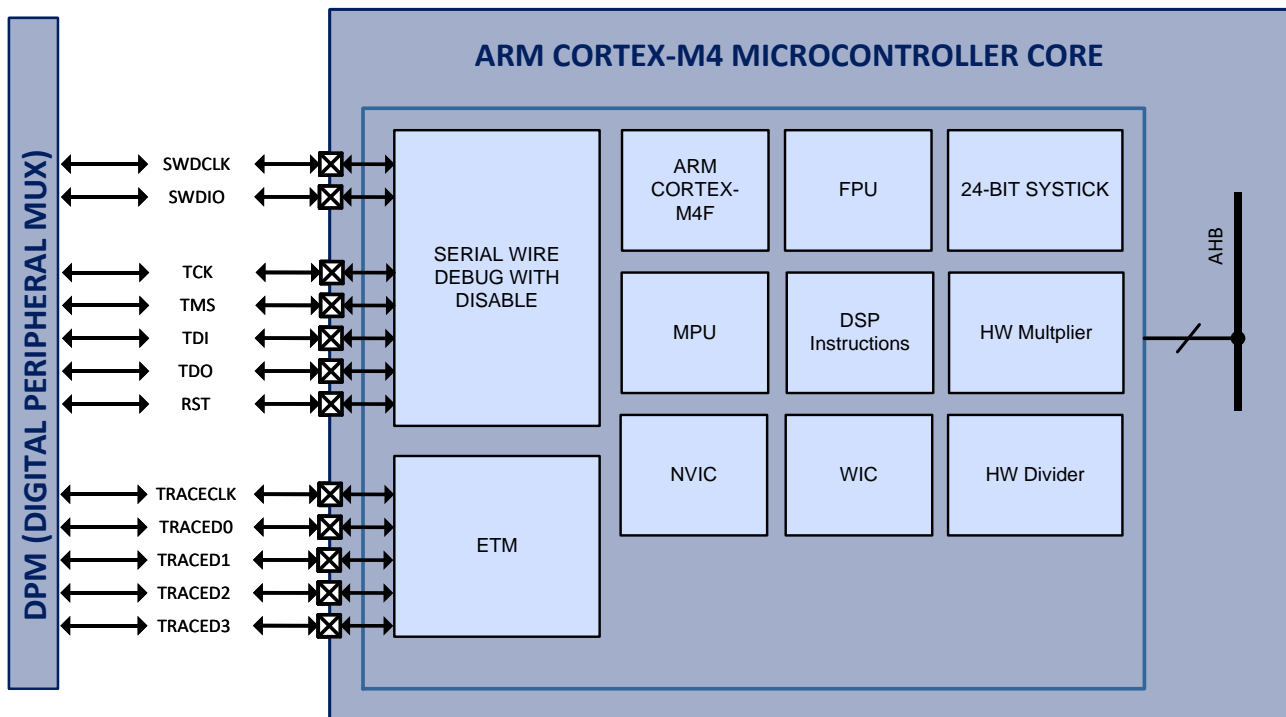 DPM (DIGITAL PERIPHERAL MUX)
ARM CORTEX-M4 MICROCONTROLLER CORE
SWDCLK
SWDIO
TCK
TMS
TDI
TDO
RST
TRACECLK
TRACED0
TRACED1
TRACED2
TRACED3
SERIAL WIRE
DEBUG WITH
DISABLE
ETM
ARM
CORTEX-
M4F
FPU
24-BIT SYSTICK
MPU
DSP
Instructions
HW Multplier
NVIC
WIC
HW Divider
AHB